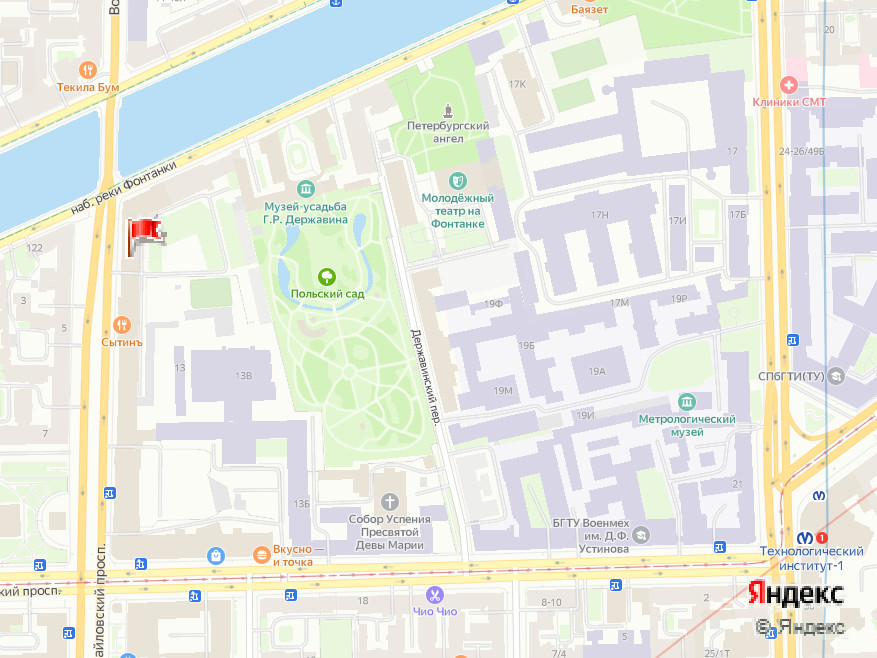 Во
Баязет
20
Текила Бум
17К
Клиники СМТ
Петербургский
ангел
17
24-26/49Б
наб. реки Фонтанки
Музей-усадьба
Г.Р. Державина
Молодёжный
театр на
Фонтанке
17Н
17И
17Б
122
3
Польский сад
19Ф
17М
19Р
5
Сытинъ
Державинский пер.
19Б
13
13В
19А
СПбГТИ(ТУ)
19М
19И
Метрологический
музей
7
21
13Б
Собор Успения
Пресвятой
Девы Марии
БГТУ Военмех
им. Д.Ф.
Устинова
Вкусно —
и точка
1
Технологический
институт-1
ский просп.
айловский просп.
18
Чио Чио
8-10
5
2
7/4
25/1Т
Яндекс
© Яндекс